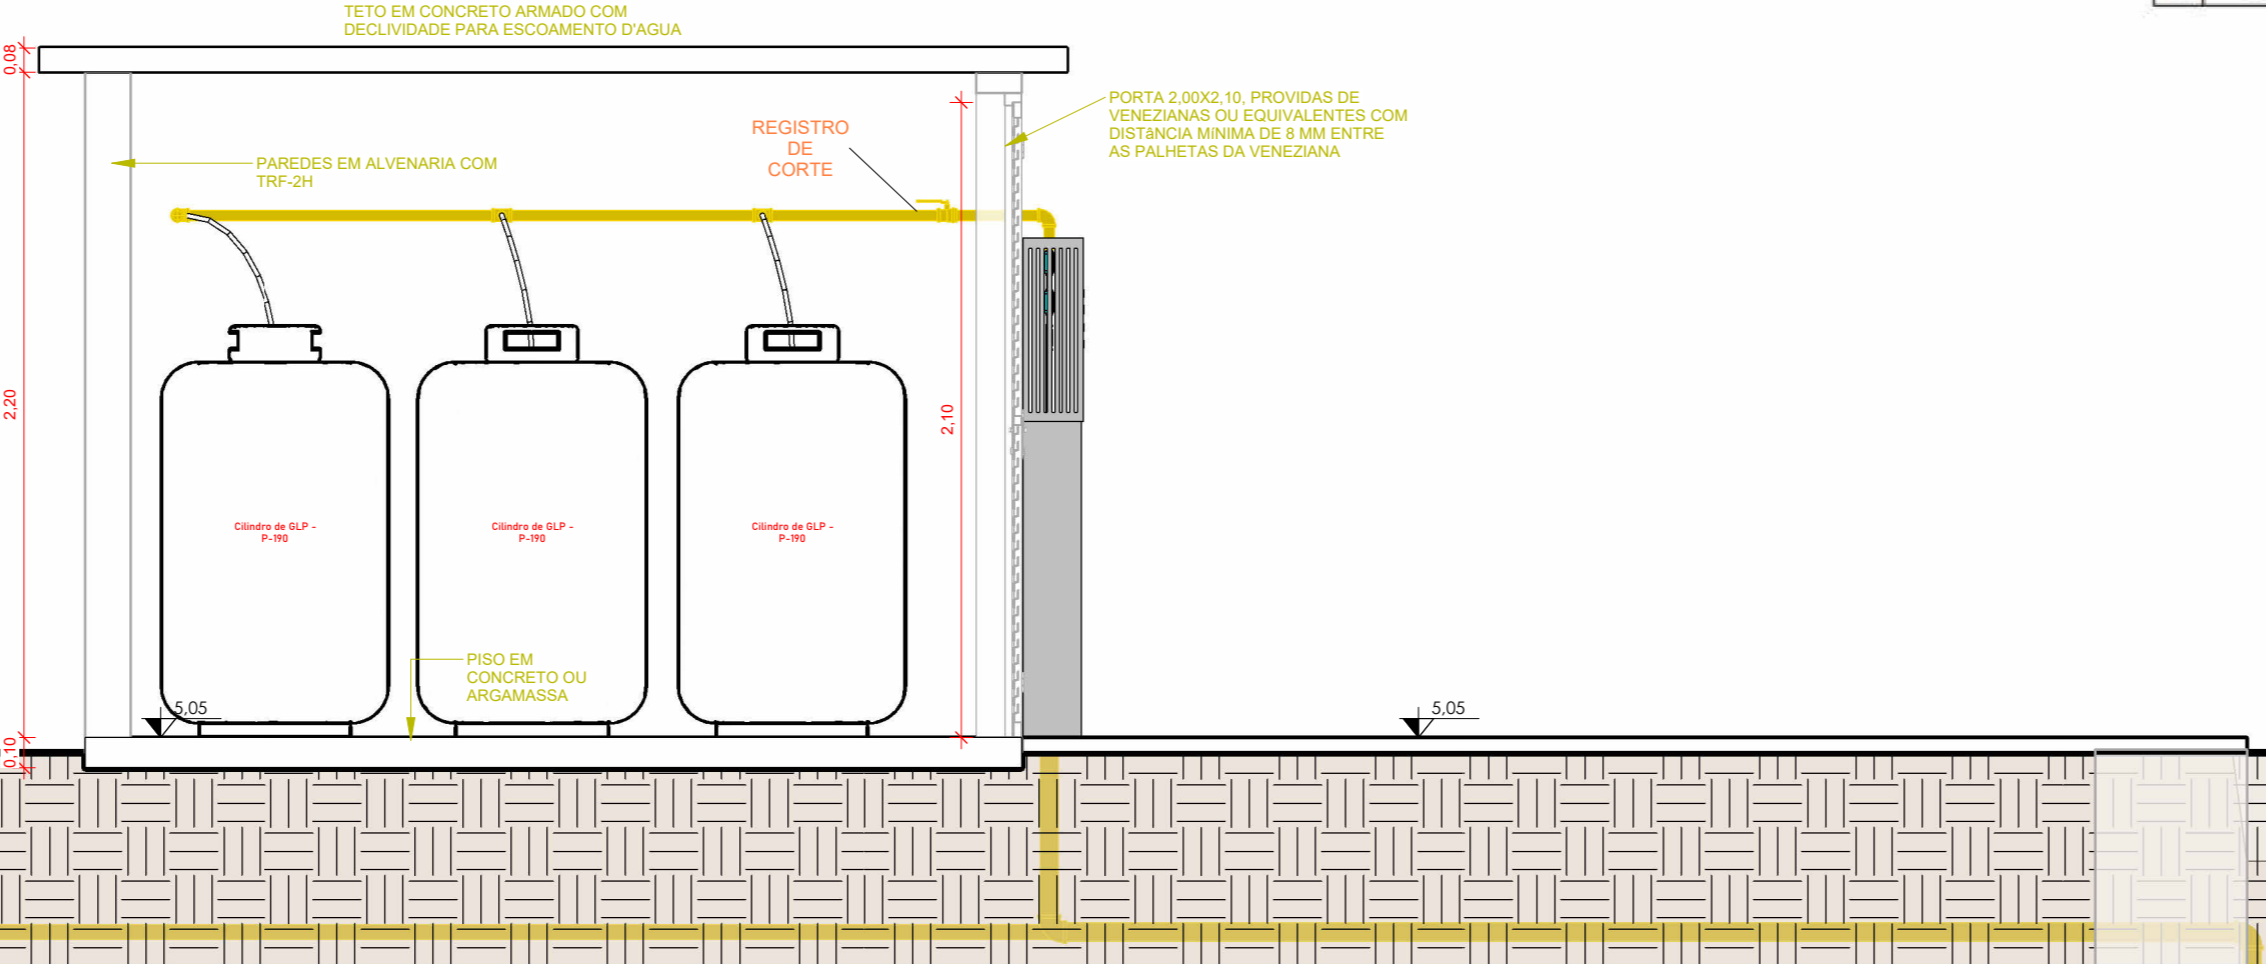 TETO EM CONCRETO ARMADO COM
DECLIVIDADE PARA ESCOAMENTO D'AGUA
0,08
PORTA 2,00X2,10, PROVIDAS DE
VENEZIANAS OU EQUIVALENTES COM
DISTâNCIA MíNIMA DE 8 MM ENTRE
AS PALHETAS DA VENEZIANA
REGISTRO
DE
CORTE
PAREDES EM ALVENARIA COM
TRF-2H
2,20
2,10
Cilindro de GLP -
P-190
Cilindro de GLP -
P-190
Cilindro de GLP -
P-190
PISO EM
CONCRETO OU
ARGAMASSA
5,05
5,05
0,10